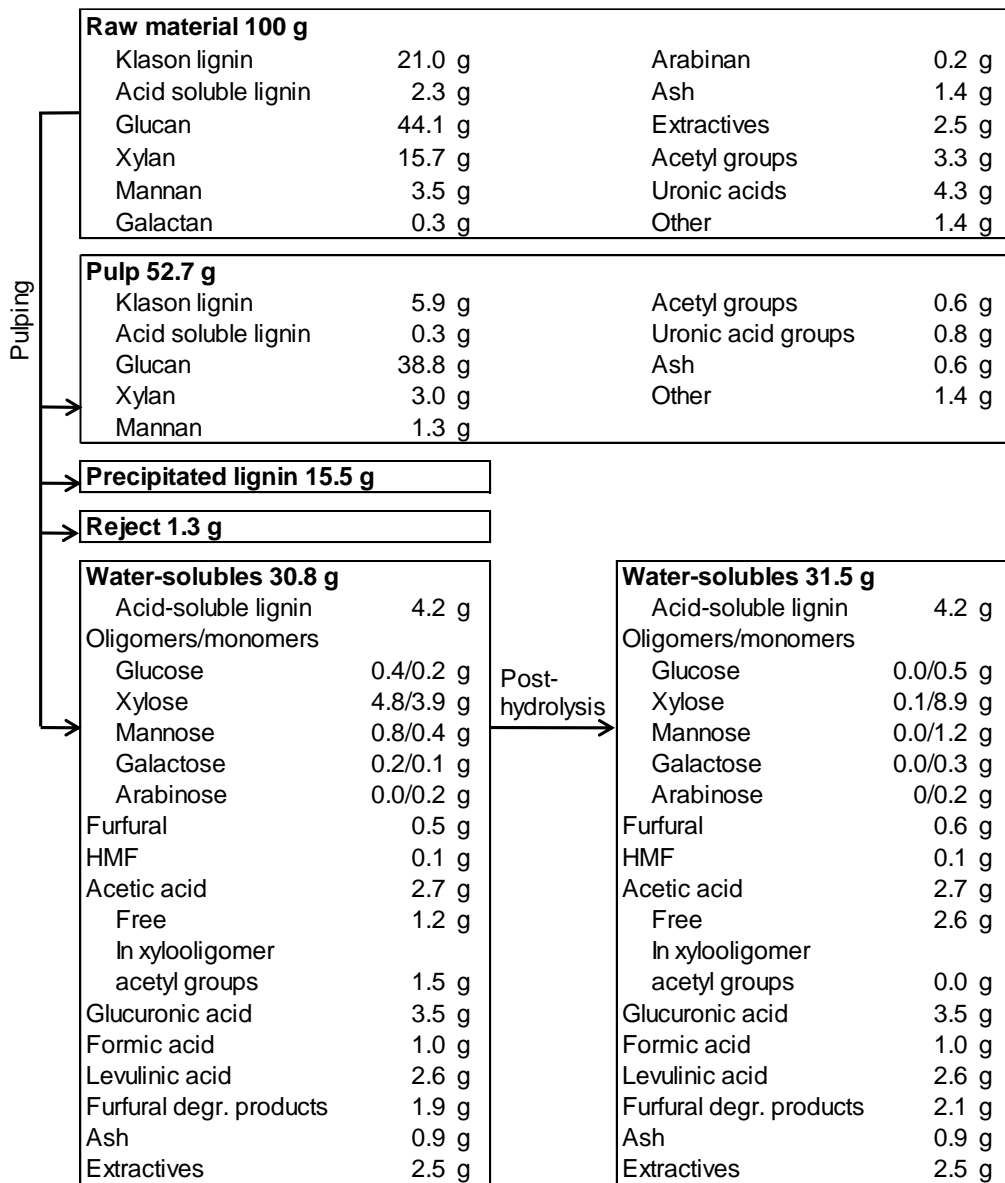 Raw material 100 g
Klason lignin 21.0 g Arabinan 0.2 g
Acid soluble lignin 2.3 g Ash 1.4 g
Glucan 44.1 g Extractives 2.5 g
Xylan 15.7 g Acetyl groups 3.3 g
Mannan 3.5 g Uronic acids 4.3 g
Galactan 0.3 g Other 1.4 g
Pulping
Pulp 52.7 g
Klason lignin 5.9 g Acetyl groups 0.6 g
Acid soluble lignin 0.3 g Uronic acid groups 0.8 g
Glucan 38.8 g Ash 0.6 g
Xylan 3.0 g Other 1.4 g
Mannan 1.3 g
Precipitated lignin 15.5 g
Reject 1.3 g
Water-solubles 30.8 g
Acid-soluble lignin 4.2 g
Oligomers/monomers
Glucose 0.4/0.2 g
Xylose 4.8/3.9 g
Mannose 0.8/0.4 g
Galactose 0.2/0.1 g
Arabinose 0.0/0.2 g
Furfural 0.5 g
HMF 0.1 g
Acetic acid 2.7 g
Free 1.2 g
In xylooligomer
acetyl groups 1.5 g
Glucuronic acid 3.5 g
Formic acid 1.0 g
Levulinic acid 2.6 g
Furfural degr. products 1.9 g
Ash 0.9 g
Extractives 2.5 g
Post-
hydrolysis
Water-solubles 31.5 g
Acid-soluble lignin 4.2 g
Oligomers/monomers
Glucose 0.0/0.5 g
Xylose 0.1/8.9 g
Mannose 0.0/1.2 g
Galactose 0.0/0.3 g
Arabinose 0/0.2 g
Furfural 0.6 g
HMF 0.1 g
Acetic acid 2.7 g
Free 2.6 g
In xylooligomer
acetyl groups 0.0 g
Glucuronic acid 3.5 g
Formic acid 1.0 g
Levulinic acid 2.6 g
Furfural degr. products 2.1 g
Ash 0.9 g
Extractives 2.5 g